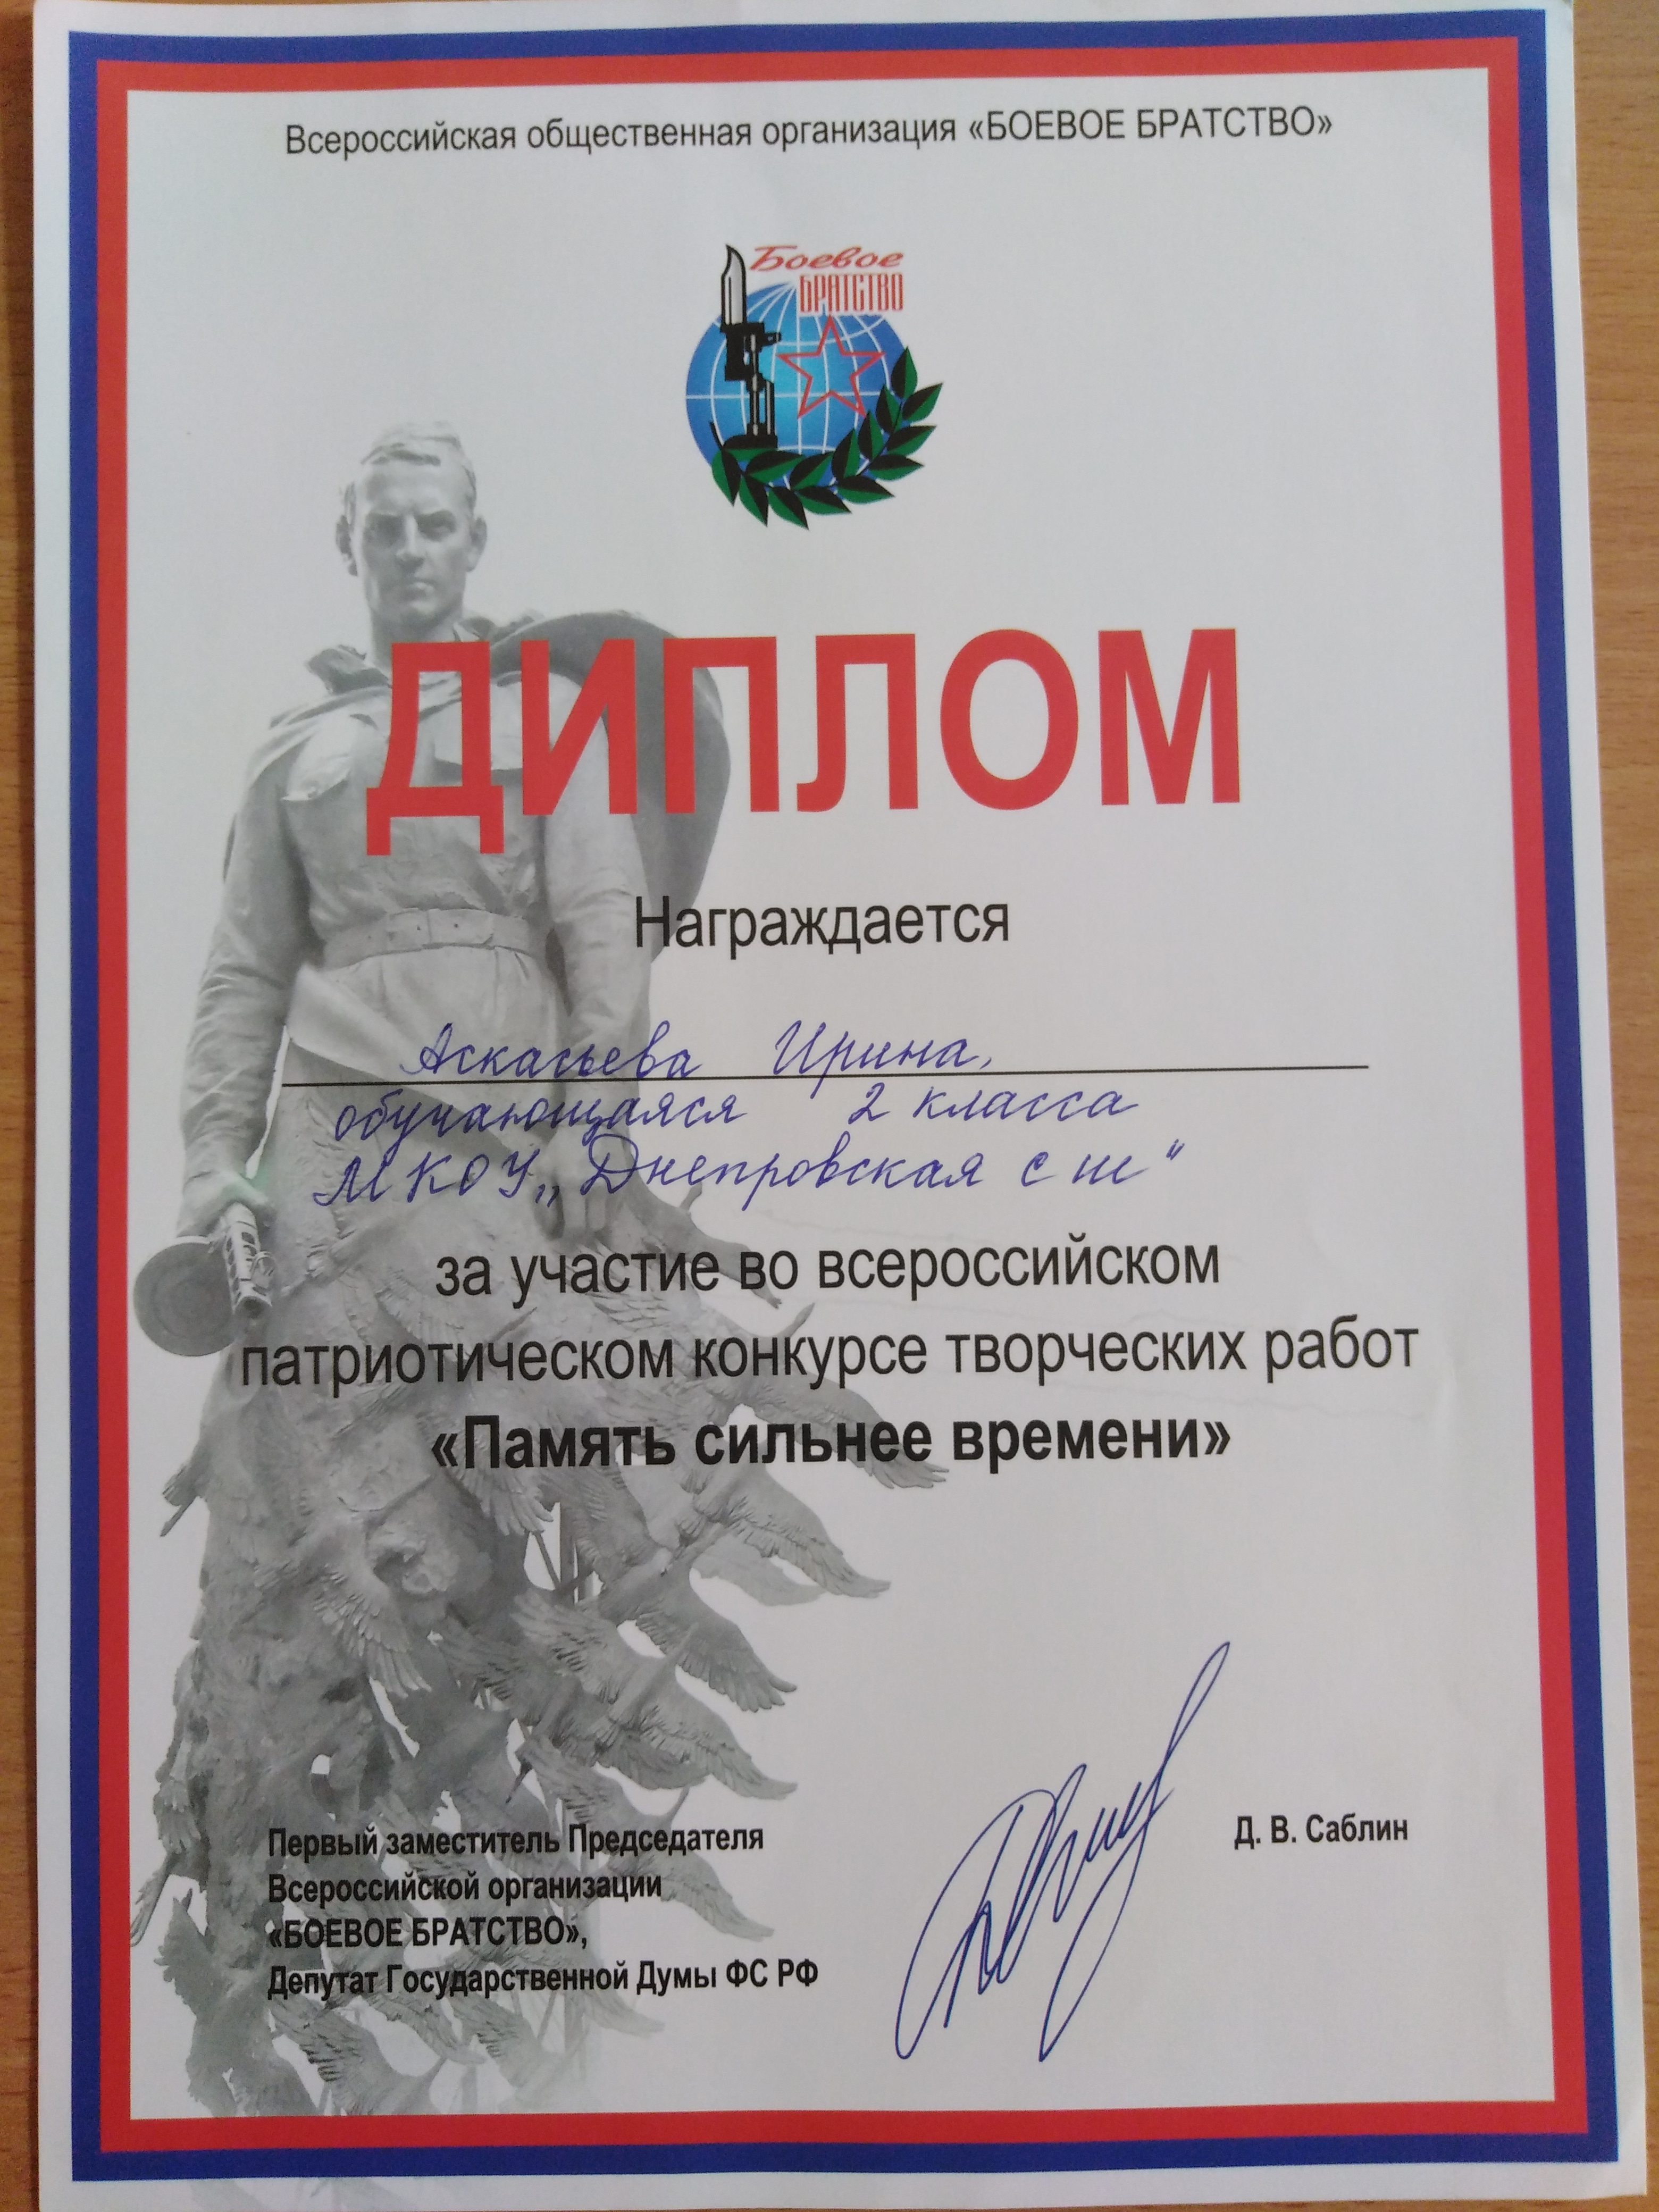 Всероссийская общественная организация «БОЕВОЕ БРАТСТВО»
Боевое
БРАТСТВО
ДИПЛОМ
Награждается
Ирина,
обучающаяся 2 класса
МКОУ „Днепровская сш"
за участие во всероссийском
патриотическом конкурсе творческих работ
«Память сильнее времени»
Первый заместитель Председателя
Всероссийской организации
«БОЕВОЕ БРАТСТВО»,
Депутат Государственной Думы ФС РФ
Д. В. Саблин